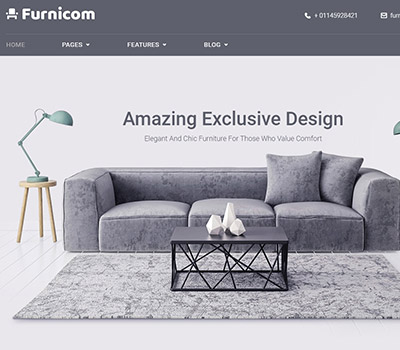 Furnicom
+ 01145928421
furn
HOME PAGES FEATURES BLOG
Amazing Exclusive Design
Elegant And Chic Furniture For Those Who Value Comfort